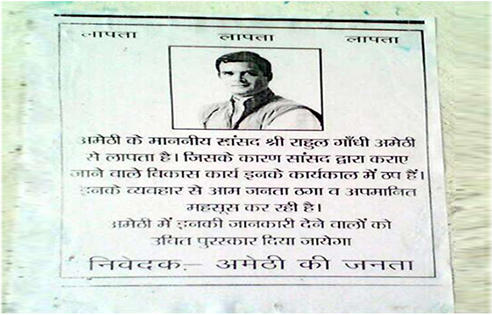 लापता लापता लापता
अमेठी के माननीय सांसद श्री राहुल गाँधी अमेठी
से लापता है। जिसके कारण सांसद द्वारा कराए
जाने वाले विकास कार्य इनके कार्यकाल में ठप हैं।
इनके व्यवहार से आम जनता ठगा व अपमानित
महसूस कर रही है।
अमेठी में इनकी जानकारी देने वालों को
उचित पुरस्कार दिया जायेगा
निवेदक:– अमेठी की जनता